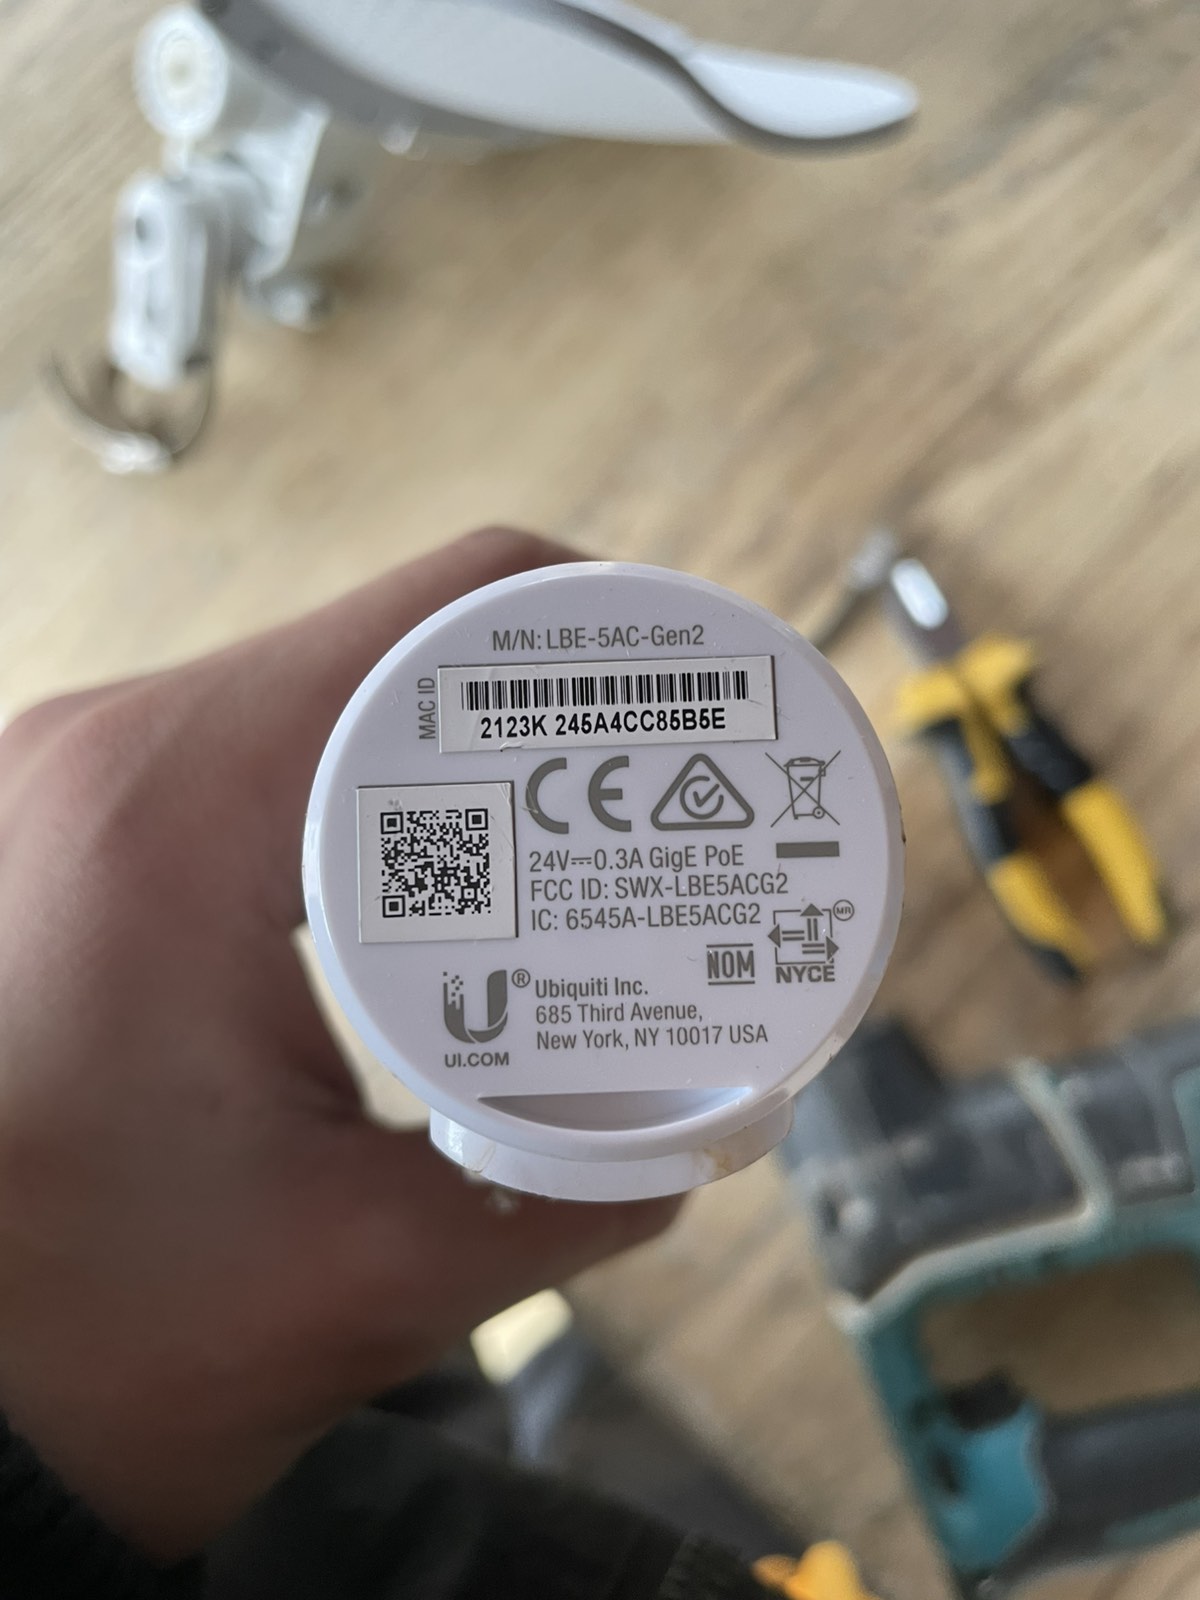 M/N: LBE-5AC-Gen2
MAC ID
2123K 245A4CC85B5E
CE
24V⎓0.3A GigE PoE
FCC ID: SWX-LBE5ACG2
IC: 6545A-LBE5ACG2
MR
NOM
NYCE
U®
UI.COM
Ubiquiti Inc.
685 Third Avenue,
New York, NY 10017 USA